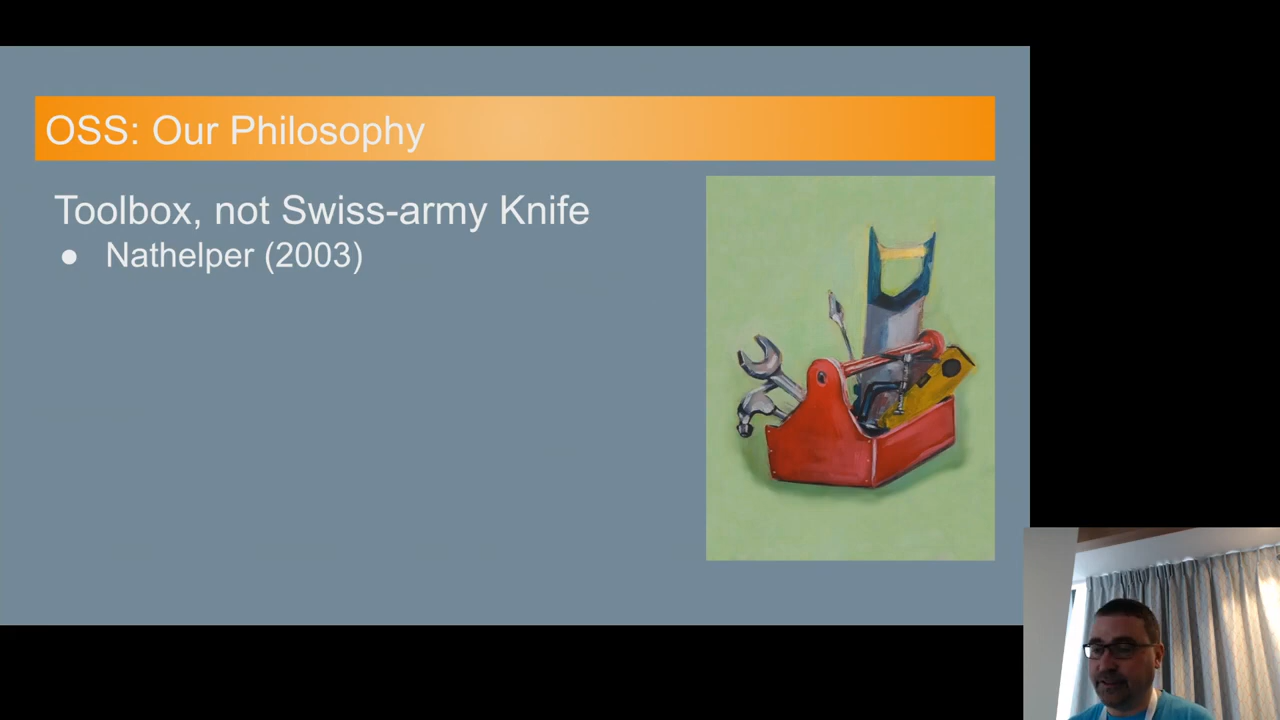 OSS: Our Philosophy
Toolbox, not Swiss-army Knife
● Nathelper (2003)